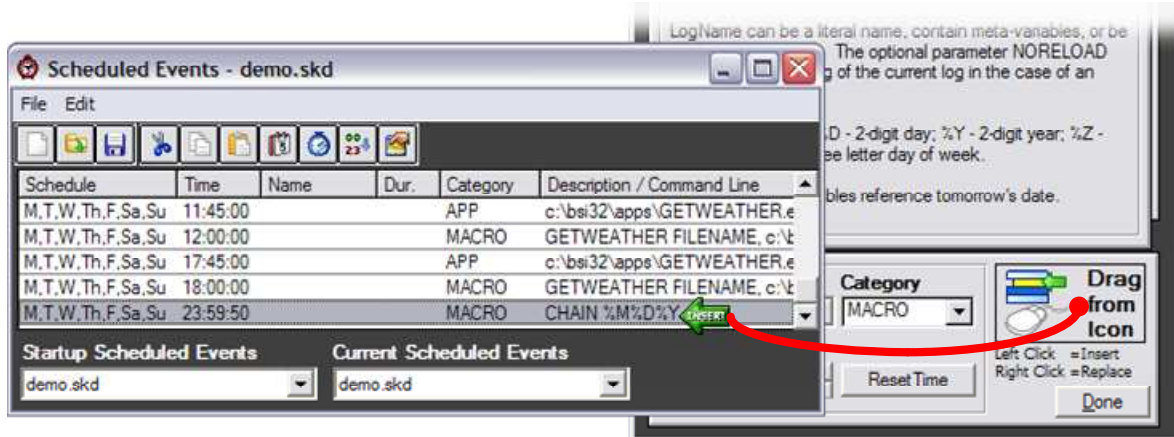 LogName can be a literal name, contain meta-variables, or be
The optional parameter NORELOAD
g of the current log in the case of an
D - 2-digit day; %Y - 2-digit year; %Z -
ee letter day of week.
bles reference tomorrow's date.
Scheduled Events - demo.skd
File Edit
Schedule Time Name Dur. Category Description / Command Line
M,T,W,Th,F,Sa,Su 11:45:00 APP c:\bsi32\apps\GETWEATHER.e
M,T,W,Th,F,Sa,Su 12:00:00 MACRO GETWEATHER FILENAME, c:\b
M,T,W,Th,F,Sa,Su 17:45:00 APP c:\bsi32\apps\GETWEATHER.e
M,T,W,Th,F,Sa,Su 18:00:00 MACRO GETWEATHER FILENAME, c:\b
M,T,W,Th,F,Sa,Su 23:59:50 MACRO CHAIN %M%D%Y
INSERT
Startup Scheduled Events Current Scheduled Events
demo.skd demo.skd
Category
MACRO
Reset Time
Drag
from
Icon
Left Click =Insert
Right Click =Replace
Done